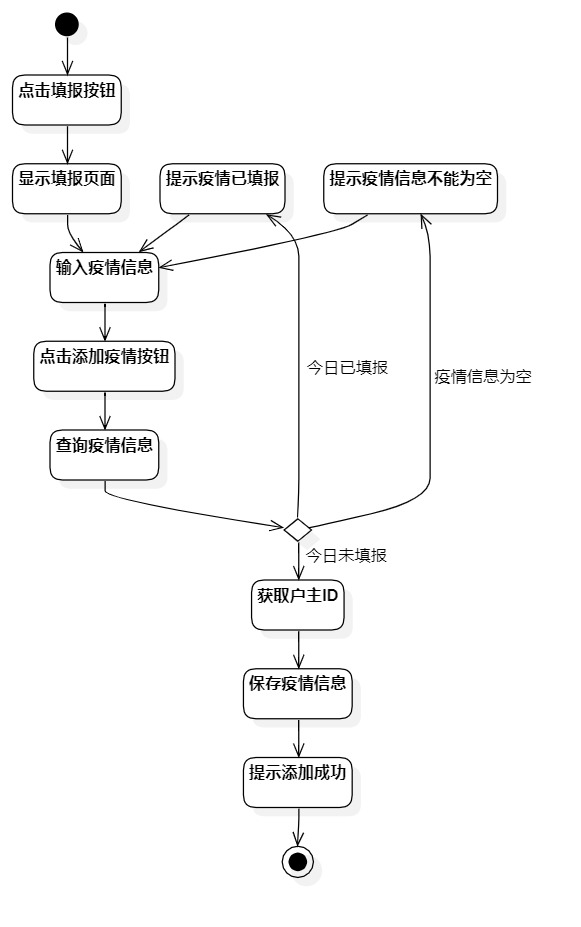 点击填报按钮
显示填报页面
提示疫情已填报
提示疫情信息不能为空
输入疫情信息
点击添加疫情按钮
今日已填报
疫情信息为空
查询疫情信息
今日未填报
获取户主ID
保存疫情信息
提示添加成功